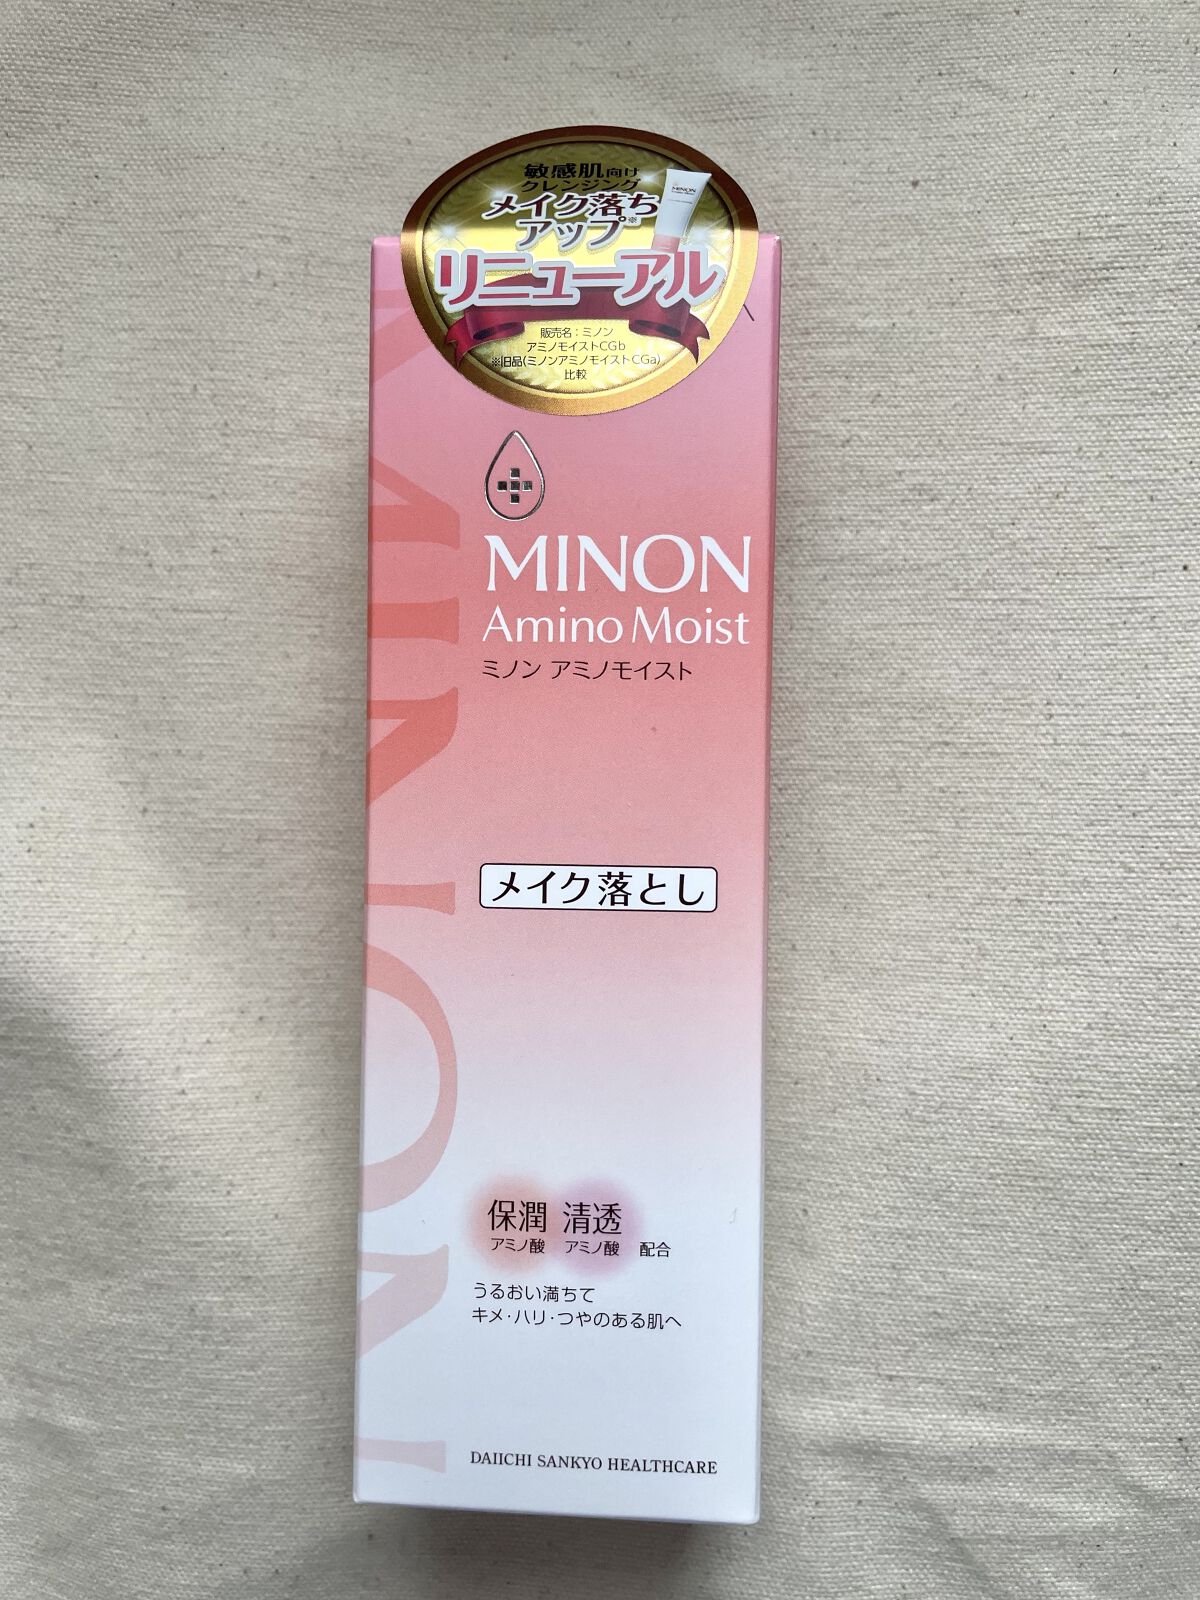 敏感肌向け
クレンジング
メイク落ち
アップ※
リニューアル
MINON
販売名：ミノン
アミノモイストCGb
※旧品(ミノンアミノモイストCGa)
比較
MINON
Amino Moist
ミノン アミノモイスト
メイク落とし
保潤 清透
アミノ酸 アミノ酸 配合
うるおい満ちて
キメ・ハリ・つやのある肌へ
DAIICHI SANKYO HEALTHCARE
MINON